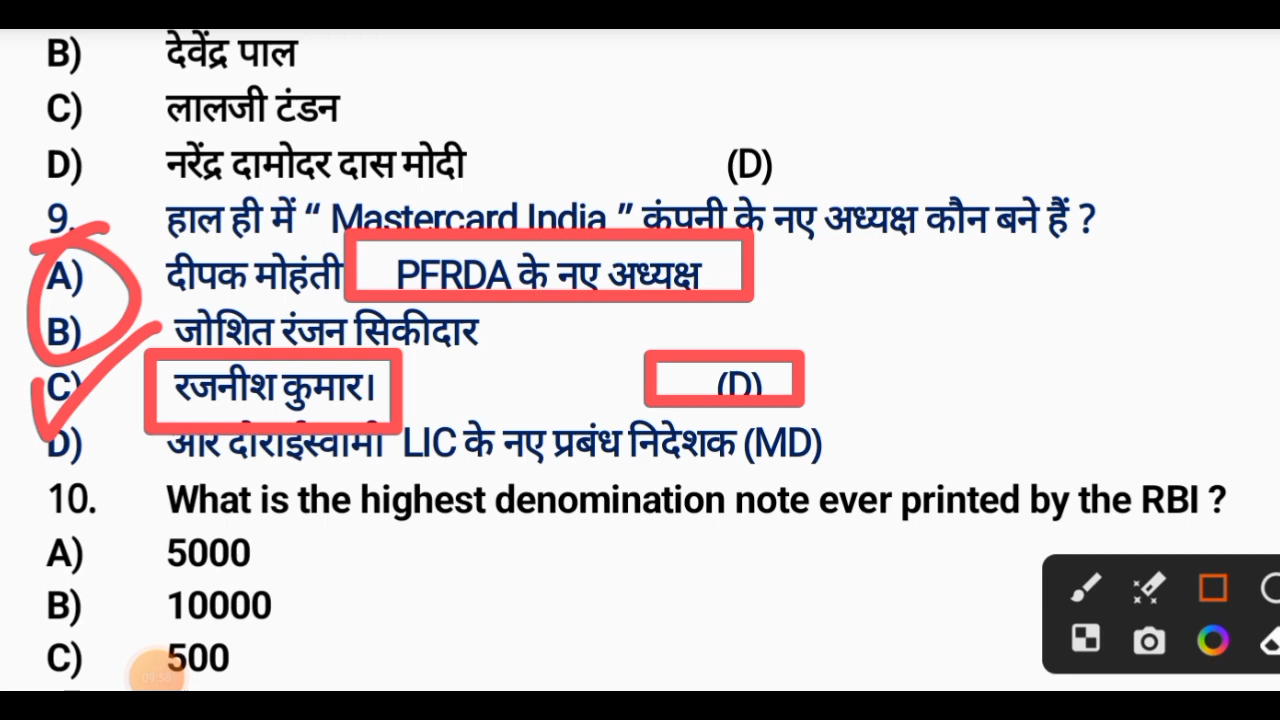 B) देवेंद्र पाल
C) लालजी टंडन
D) नरेंद्र दामोदर दास मोदी (D)
9. हाल ही में “ Mastercard India ” कंपनी के नए अध्यक्ष कौन बने हैं ?
A) दीपक मोहंती PFRDA के नए अध्यक्ष
B) जोशित रंजन सिकीदार
C) रजनीश कुमार। (D)
D) आर दोराईस्वामी LIC के नए प्रबंध निदेशक (MD)
10. What is the highest denomination note ever printed by the RBI ?
A) 5000
B) 10000
C) 500
09:58